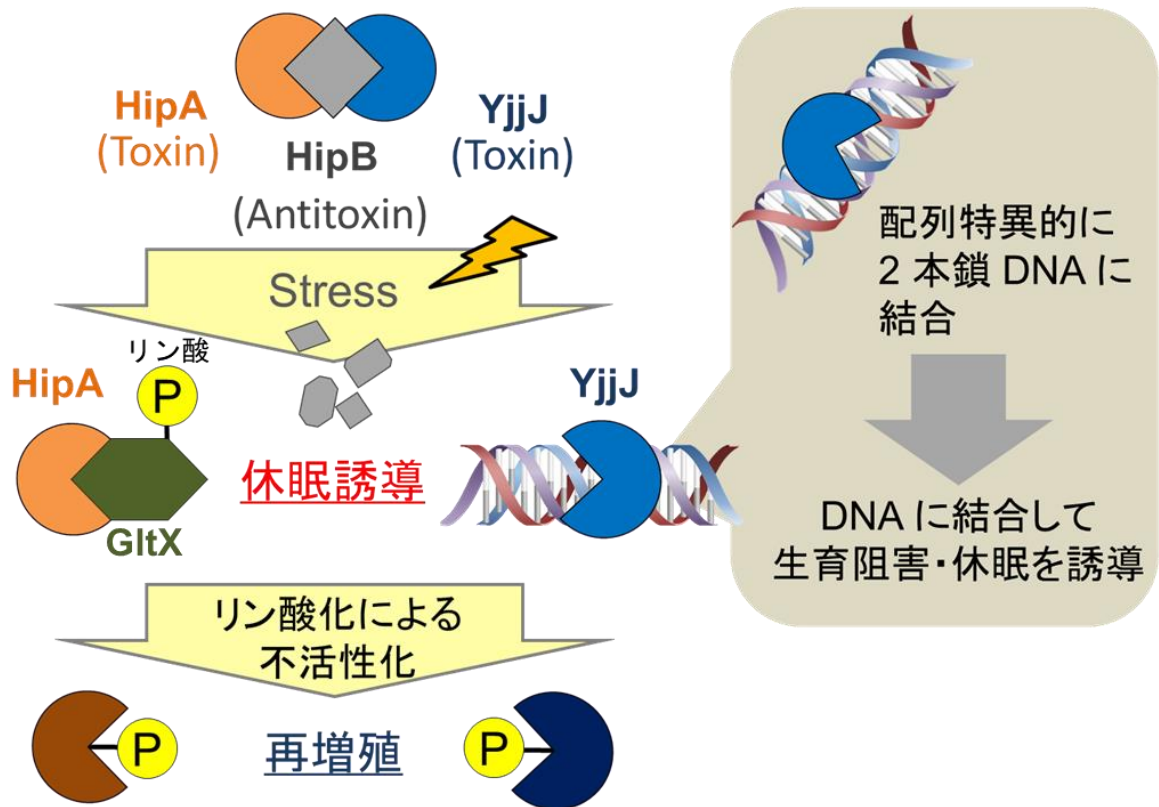 HipA
(Toxin)
HipB
(Antitoxin)
YjjJ
(Toxin)
Stress
リン酸
P
HipA
GltX
休眠誘導
YjjJ
リン酸化による
不活性化
P
再増殖
P
配列特異的に
2 本鎖 DNA に
結合
DNA に結合して
生育阻害・休眠を誘導